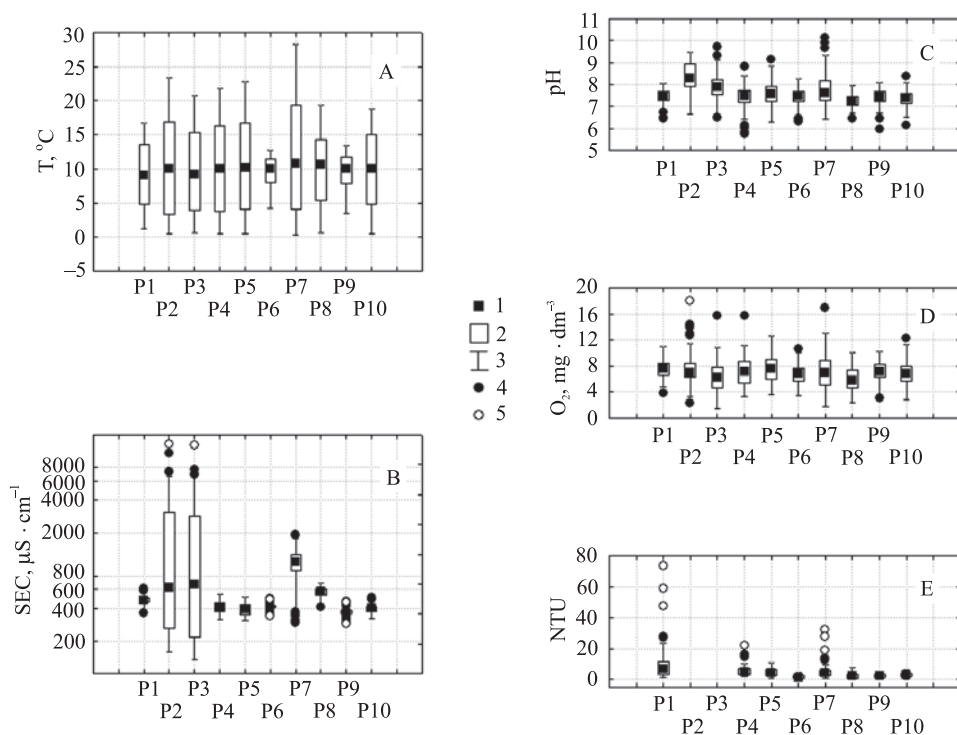 A
T, °C
30
25
20
15
10
5
0
–5
P1 P3 P5 P7 P9
P2 P4 P6 P8 P10
B
SEC, µS · cm⁻¹
8000
6000
4000
2000
800
600
400
200
P1 P3 P5 P7 P9
P2 P4 P6 P8 P10
1
2
3
4
5
C
pH
11
10
9
8
7
6
5
P1 P3 P5 P7 P9
P2 P4 P6 P8 P10
D
O₂, mg · dm⁻³
20
16
12
8
4
0
P1 P3 P5 P7 P9
P2 P4 P6 P8 P10
E
NTU
80
60
40
20
0
P1 P3 P5 P7 P9
P2 P4 P6 P8 P10